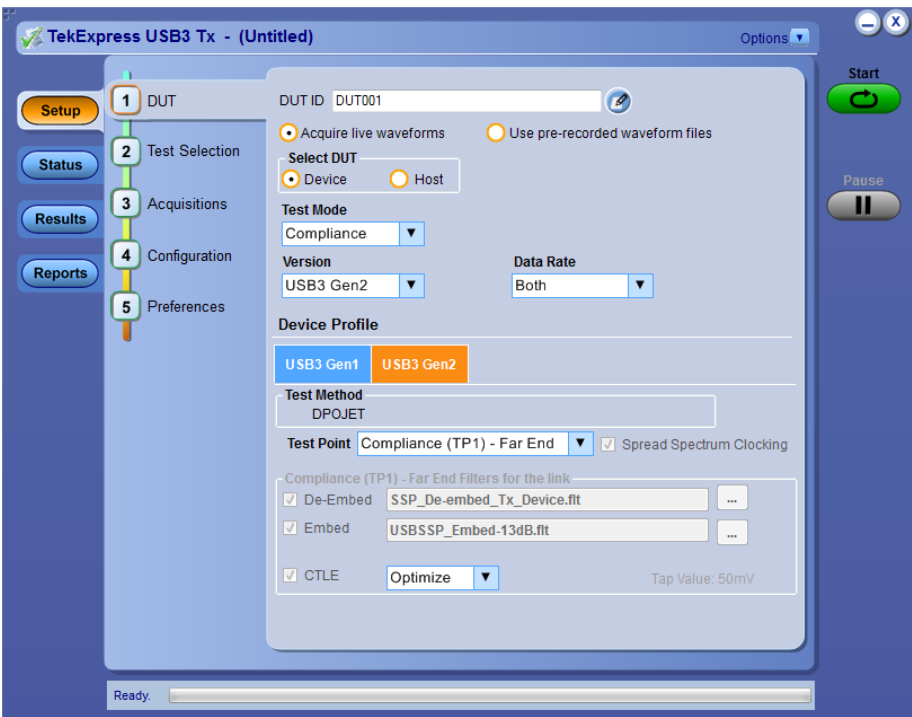 TekExpress USB3 Tx - (Untitled)
Options
Start
Pause
Setup
Status
Results
Reports
1 DUT
2 Test Selection
3 Acquisitions
4 Configuration
5 Preferences
DUT ID DUT001
Acquire live waveforms Use pre-recorded waveform files
Select DUT
Device Host
Test Mode
Compliance
Version Data Rate
USB3 Gen2 Both
Device Profile
USB3 Gen1 USB3 Gen2
Test Method
DPOJET
Test Point Compliance (TP1) - Far End Spread Spectrum Clocking
Compliance (TP1) - Far End Filters for the link
De-Embed SSP_De-embed_Tx_Device.flt ...
Embed USBSSP_Embed-13dB.flt ...
CTLE Optimize Tap Value: 50mV
Ready.